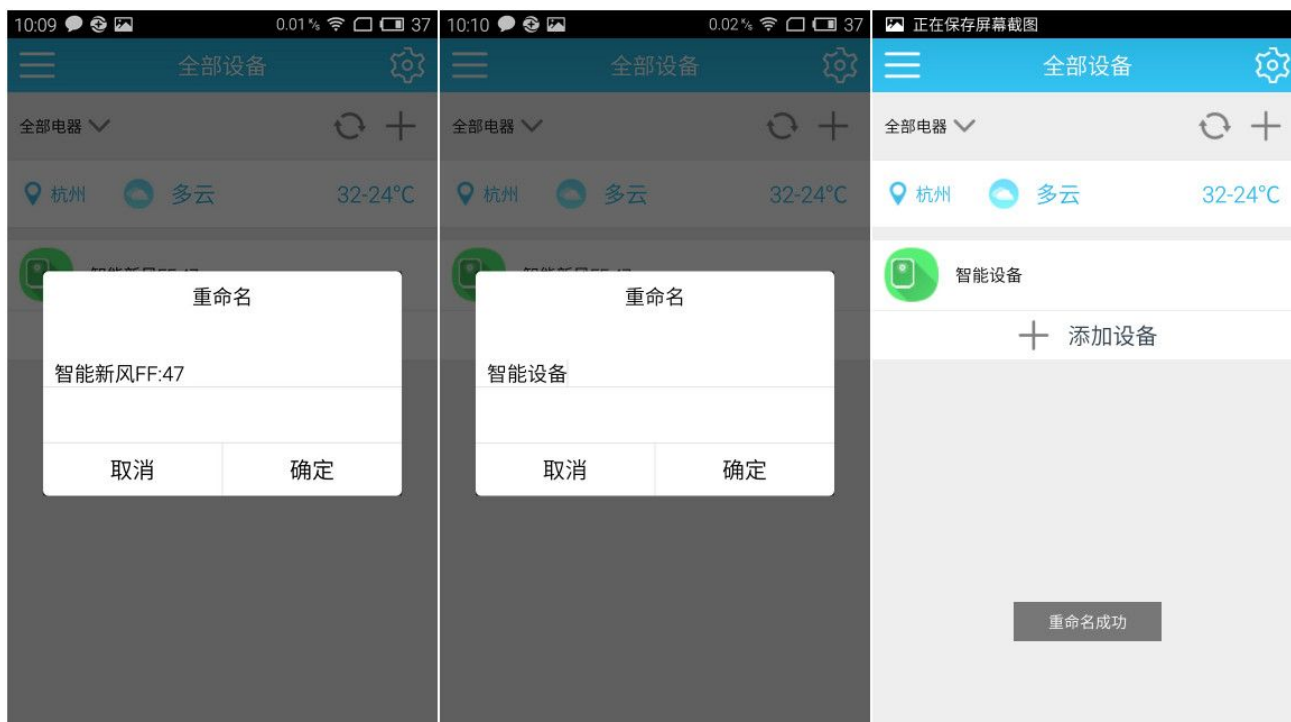 10:09 0.01 37
全部设备
全部电器
杭州 多云 32-24°C
重命名
智能新风FF:47
取消 确定
10:10 0.02 37
全部设备
全部电器
杭州 多云 32-24°C
重命名
智能设备
取消 确定
正在保存屏幕截图
全部设备
全部电器
杭州 多云 32-24°C
智能设备
添加设备
重命名成功